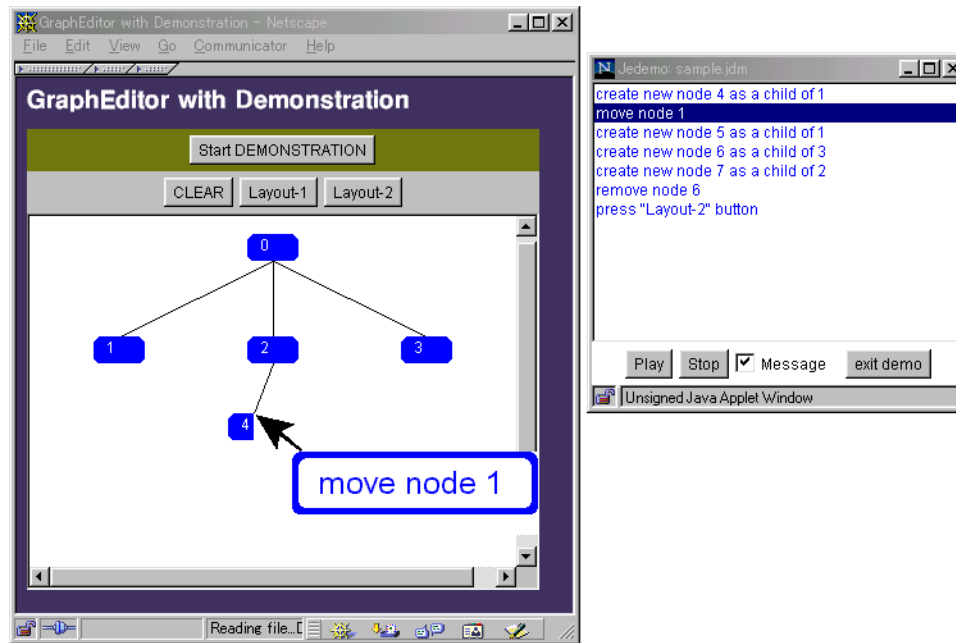 GraphEditor with Demonstration - Netscape
File Edit View Go Communicator Help
GraphEditor with Demonstration
Start DEMONSTRATION
CLEAR Layout-1 Layout-2
0
1 2 3
4
move node 1
Reading file...[
Jedemo: sample.jdm
create new node 4 as a child of 1
move node 1
create new node 5 as a child of 1
create new node 6 as a child of 3
create new node 7 as a child of 2
remove node 6
press "Layout-2" button
Play Stop Message exit demo
Unsigned Java Applet Window